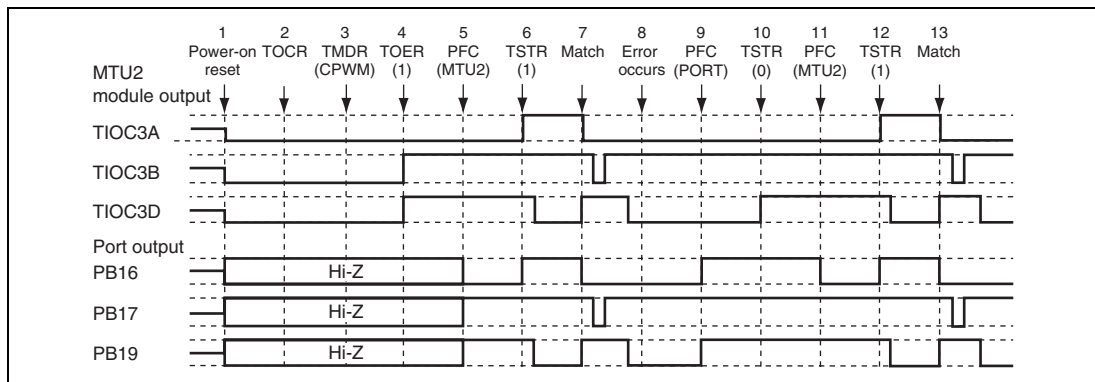 1 2 3 4 5 6 7 8 9 10 11 12 13
Power-on TOCR TMDR TOER PFC TSTR Match Error PFC TSTR PFC TSTR Match
reset (CPWM) (1) (MTU2) (1) occurs (PORT) (0) (MTU2) (1)
MTU2
module output
TIOC3A
TIOC3B
TIOC3D
Port output
PB16 Hi-Z
PB17 Hi-Z
PB19 Hi-Z